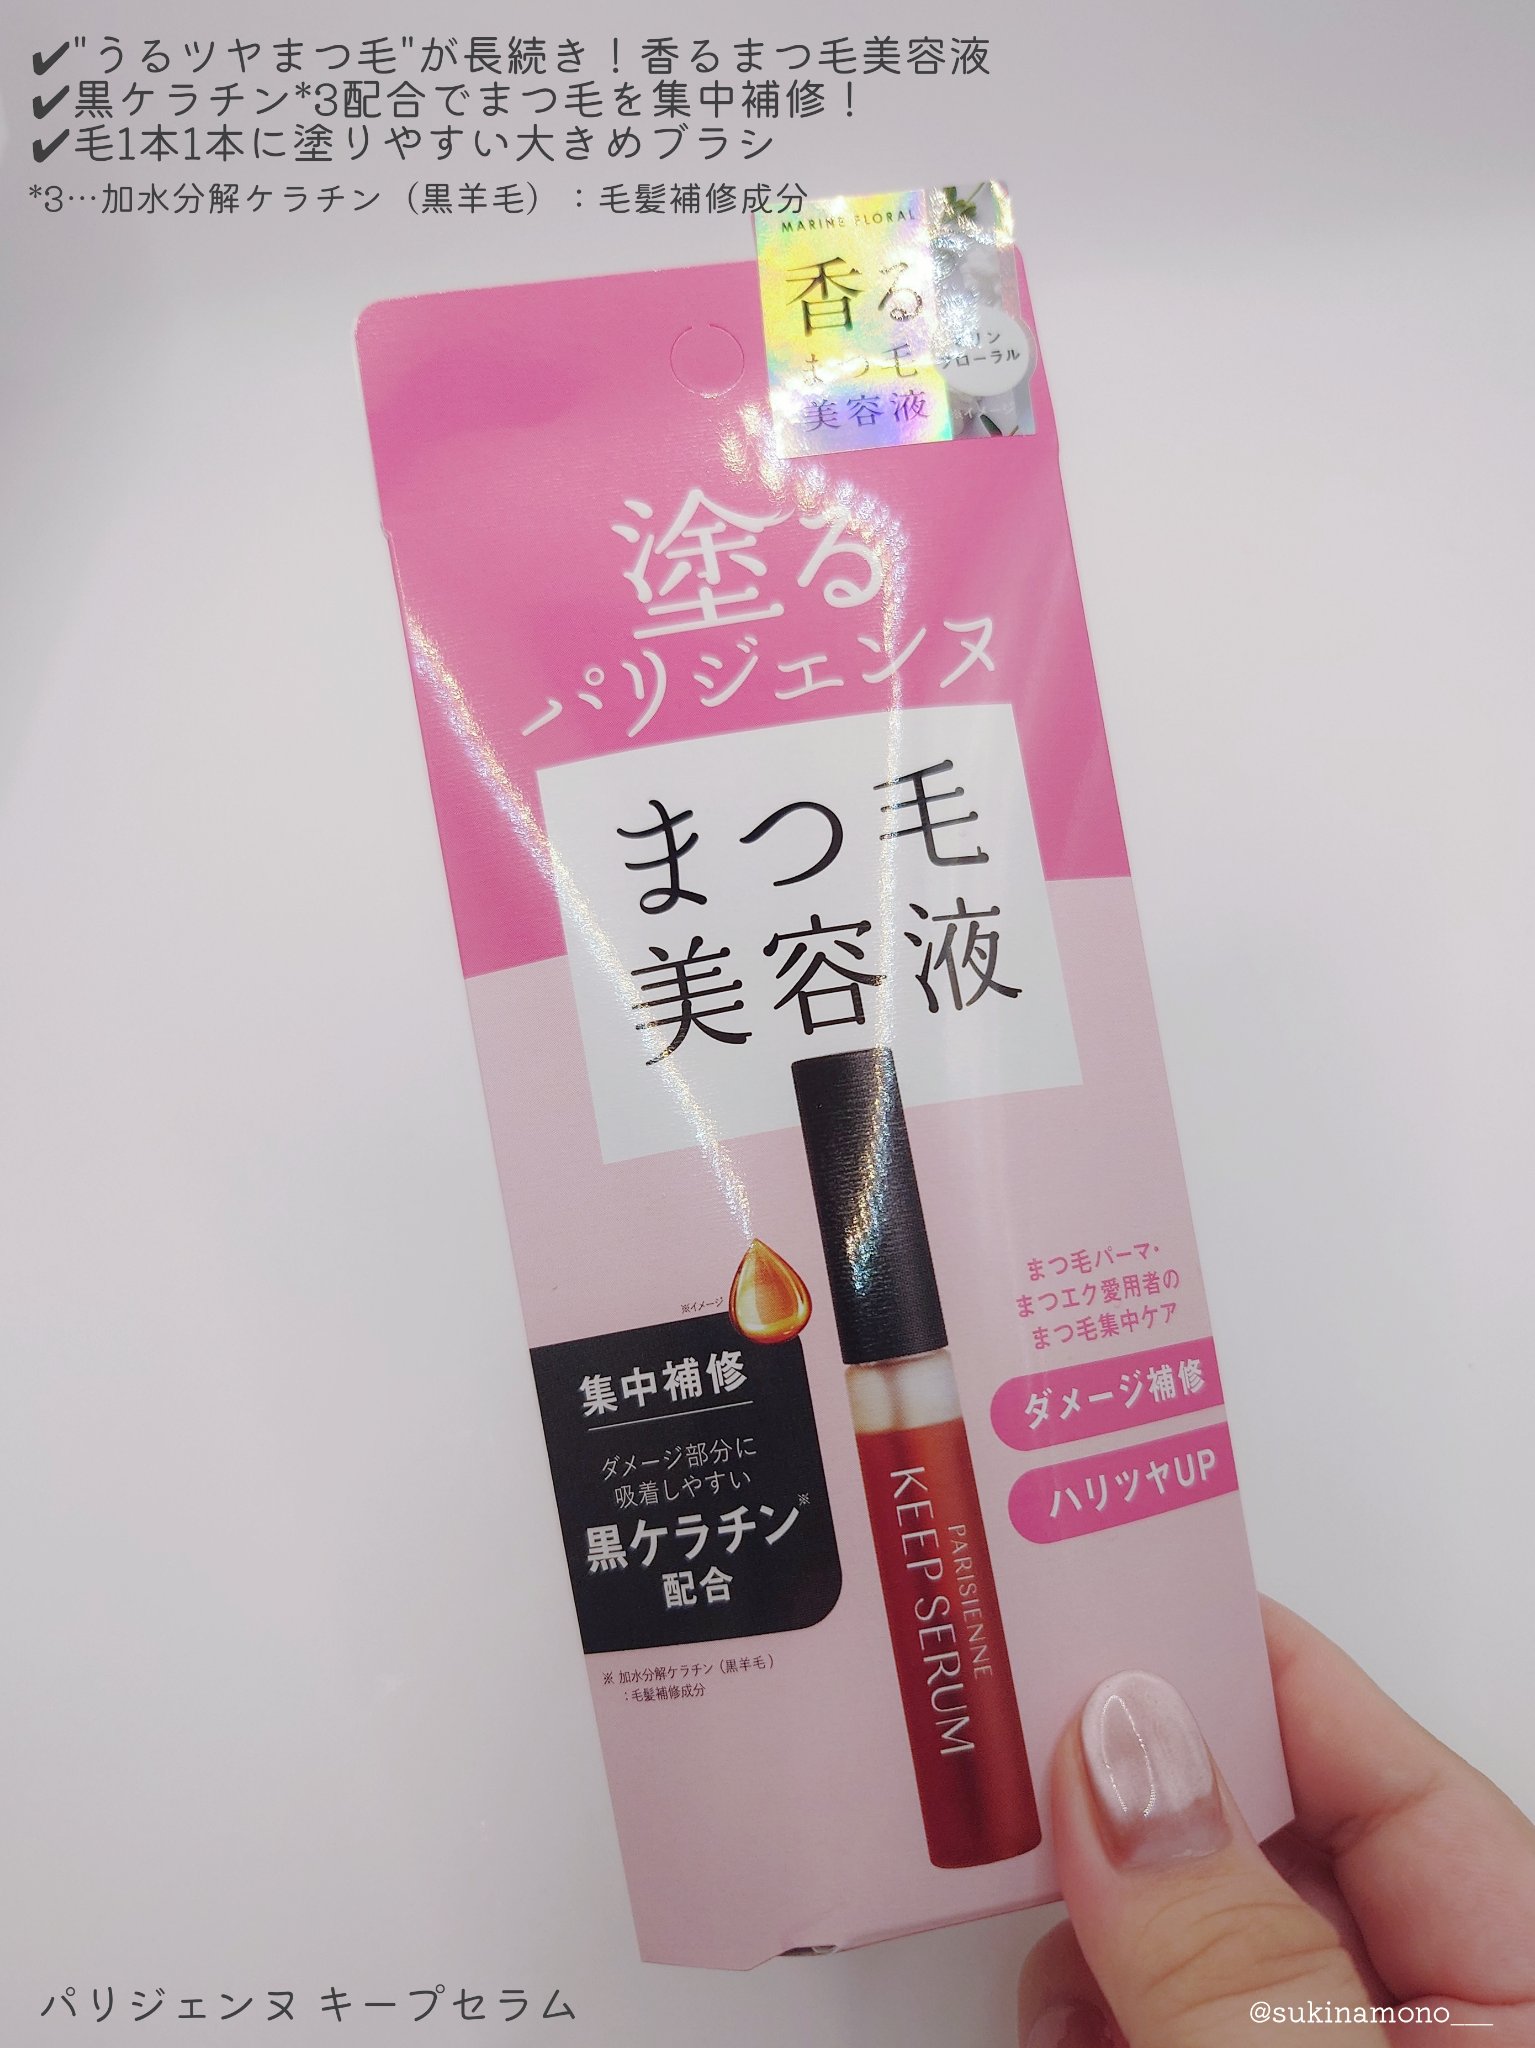 ✔"うるツヤまつ毛"が長続き！香るまつ毛美容液
✔黒ケラチン*3配合でまつ毛を集中補修！
✔毛1本1本に塗りやすい大きめブラシ
*3…加水分解ケラチン（黒羊毛）：毛髪補修成分
MARINE FLORAL
香る
まつ毛
美容液
マリン
フローラル
※イメージ
塗る
パリジェンヌ
まつ毛
美容液
※イメージ
集中補修
ダメージ部分に
吸着しやすい
黒ケラチン※
配合
※ 加水分解ケラチン（黒羊毛）
：毛髪補修成分
まつ毛パーマ・
まつエク愛用者の
まつ毛集中ケア
ダメージ補修
ハリツヤUP
PARISIENNE
KEEP SERUM
パリジェンヌ キープセラム
@sukinamono___